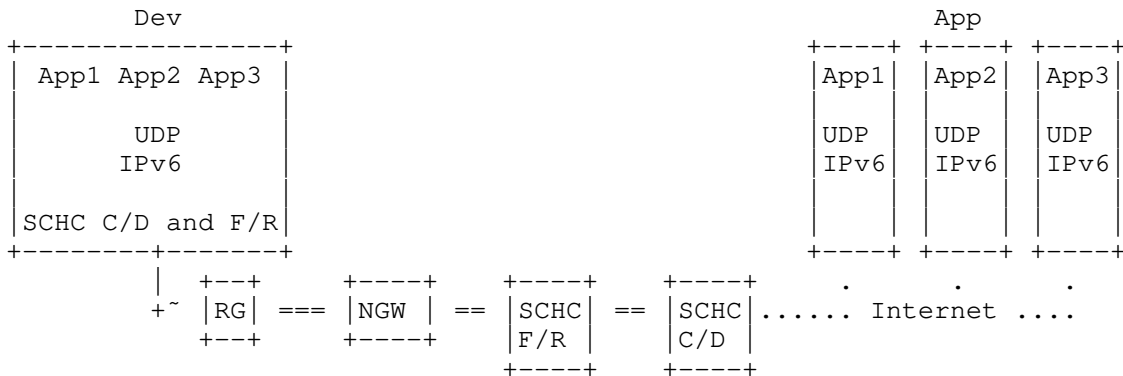 Dev App
App1 App2 App3 App1 App2 App3
UDP UDP UDP UDP
IPv6 IPv6 IPv6 IPv6
SCHC C/D and F/R
+~ |RG| === |NGW | == |SCHC| == |SCHC|...... Internet ....
F/R C/D